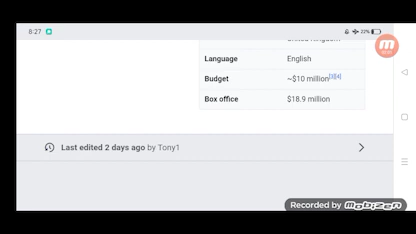 8:27
22%
United Kingdom
Language English
Budget ~$10 million[3][4]
Box office $18.9 million
Last edited 2 days ago by Tony1
Recorded by Mobizen